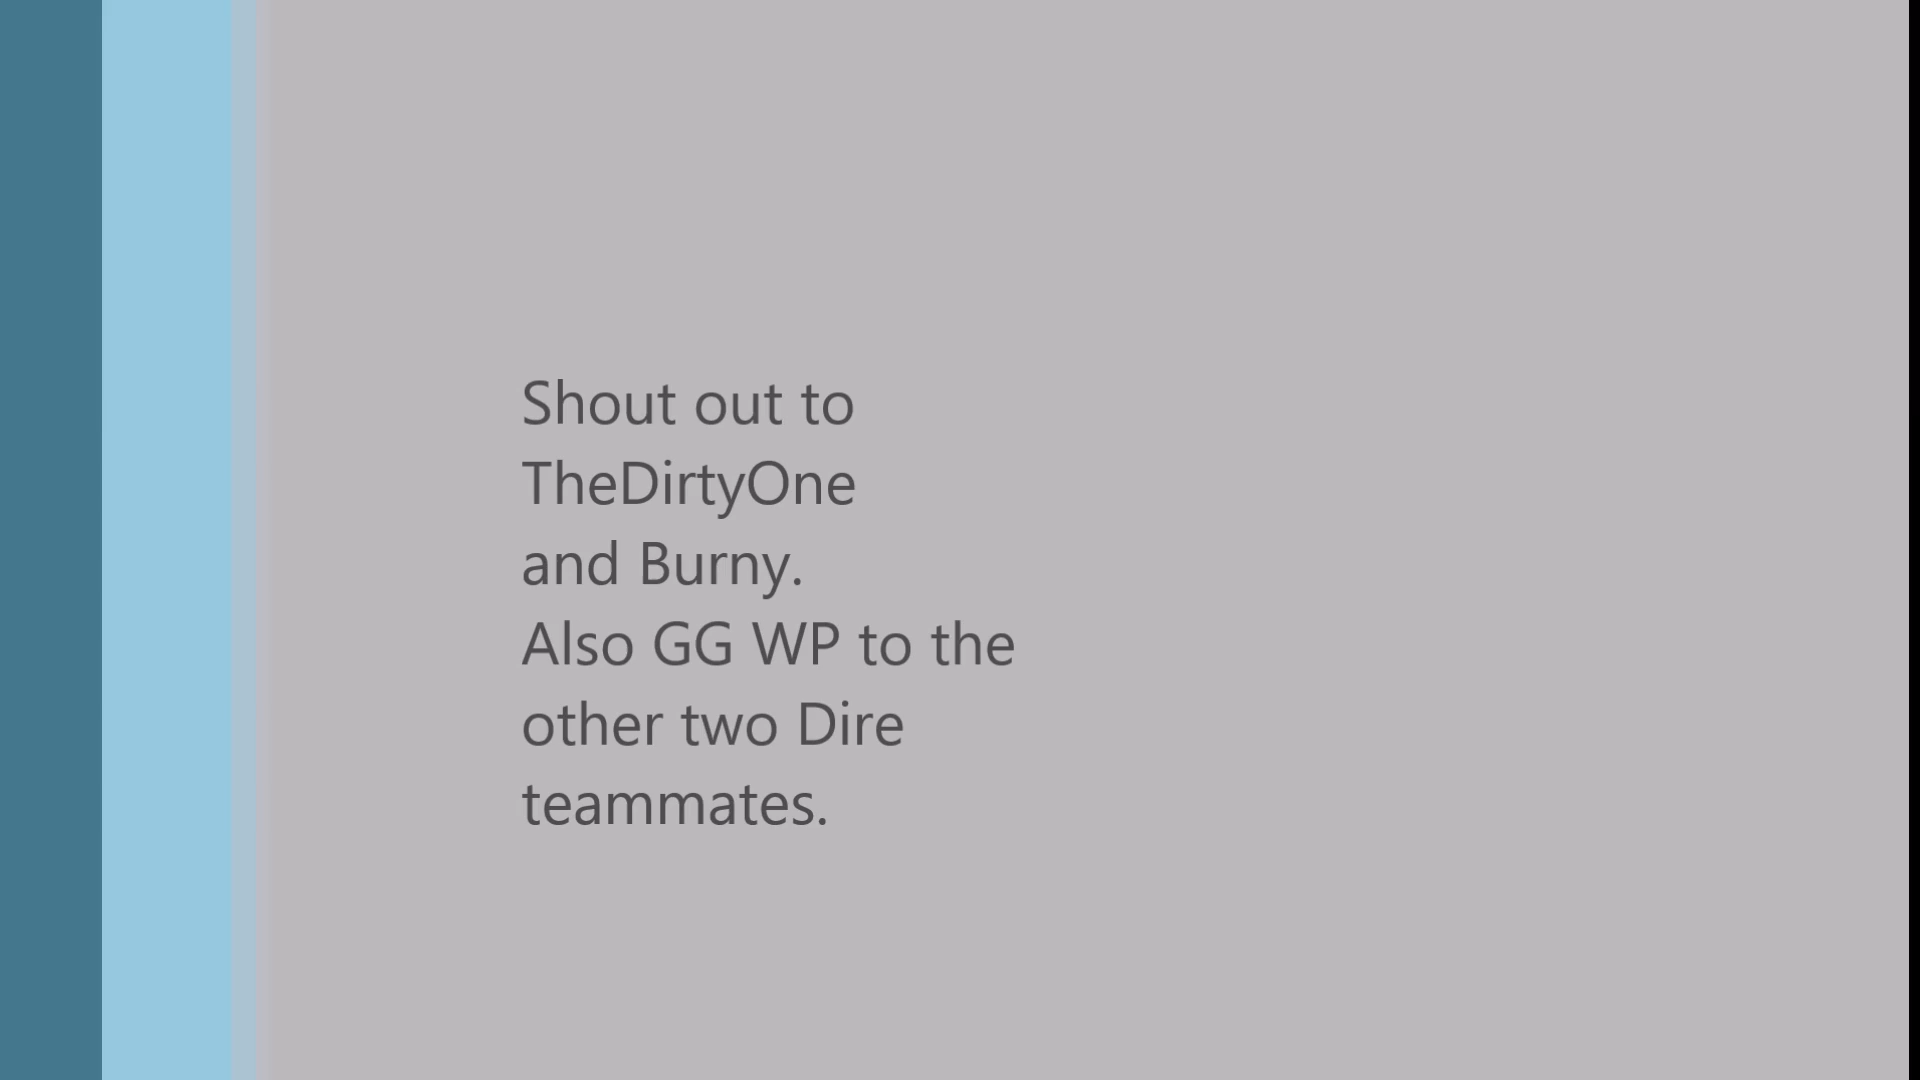 Shout out to
TheDirtyOne
and Burny.
Also GG WP to the
other two Dire
teammates.